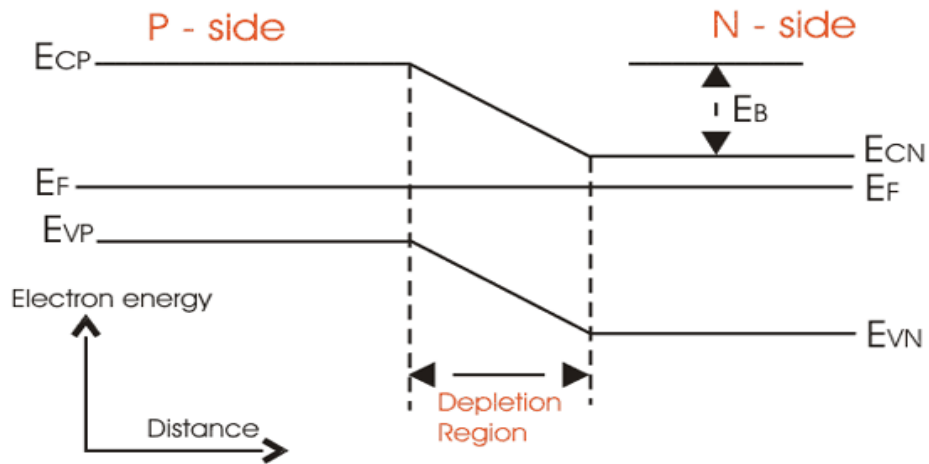 P - side
N - side
ECP
EB
ECN
EF
EF
EVP
Electron energy
EVN
Depletion
Region
Distance